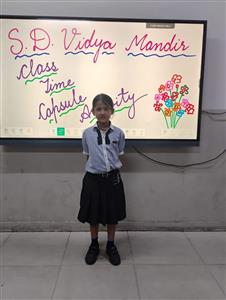 S. D. Vidya Mandir
Class
Time
Capsule Activity